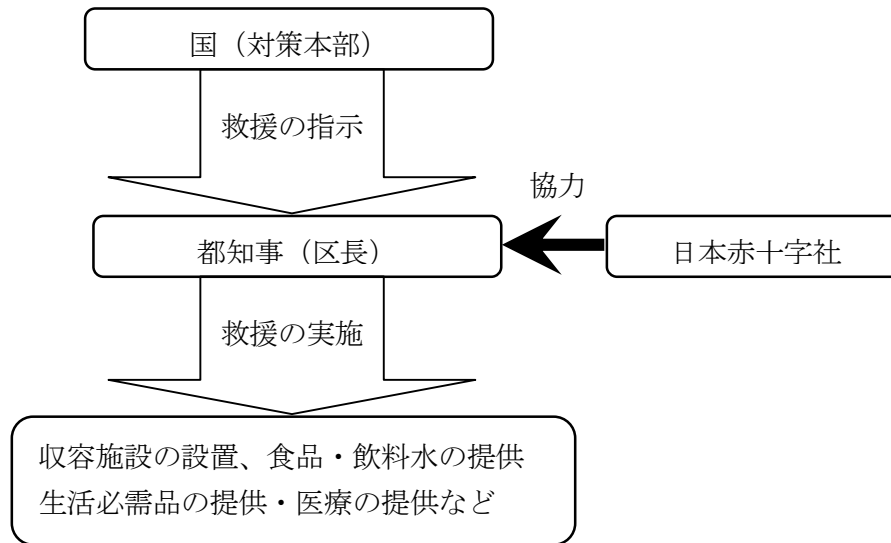 国（対策本部）
救援の指示
協力
都知事（区長）
日本赤十字社
救援の実施
収容施設の設置、食品・飲料水の提供
生活必需品の提供・医療の提供など